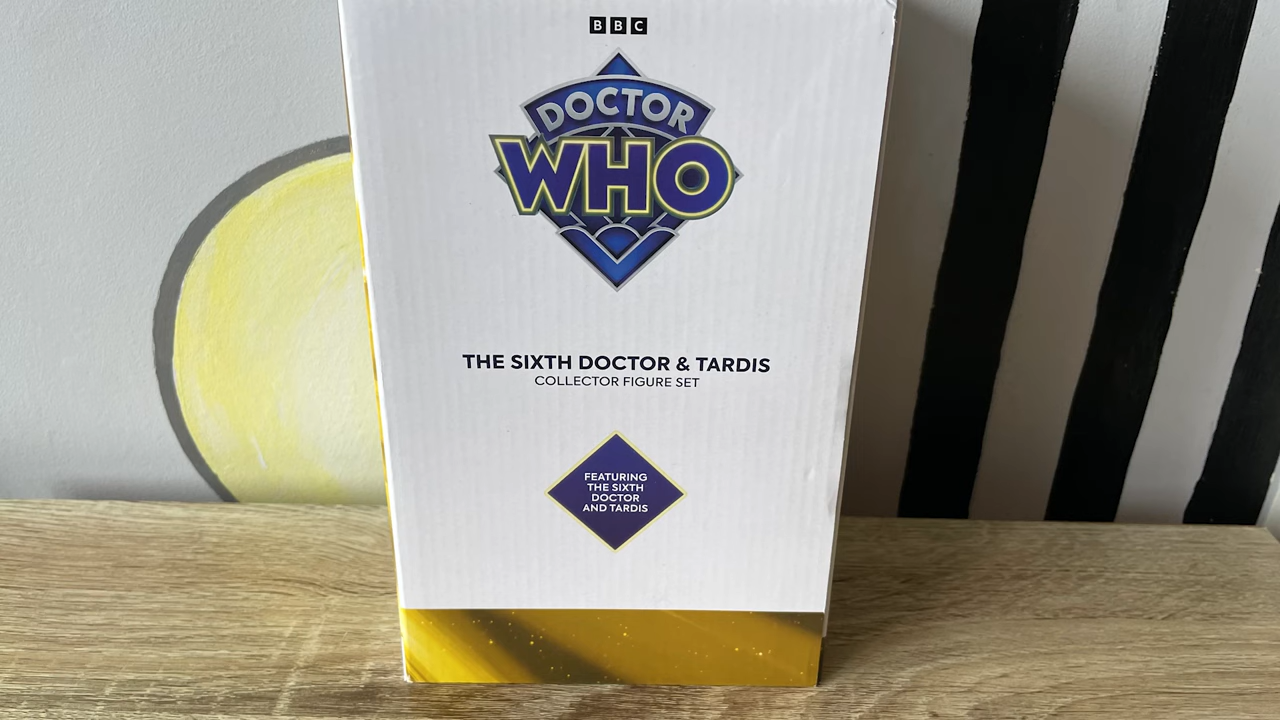 BBC
DOCTOR
WHO
THE SIXTH DOCTOR & TARDIS
COLLECTOR FIGURE SET
FEATURING
THE SIXTH
DOCTOR
AND TARDIS